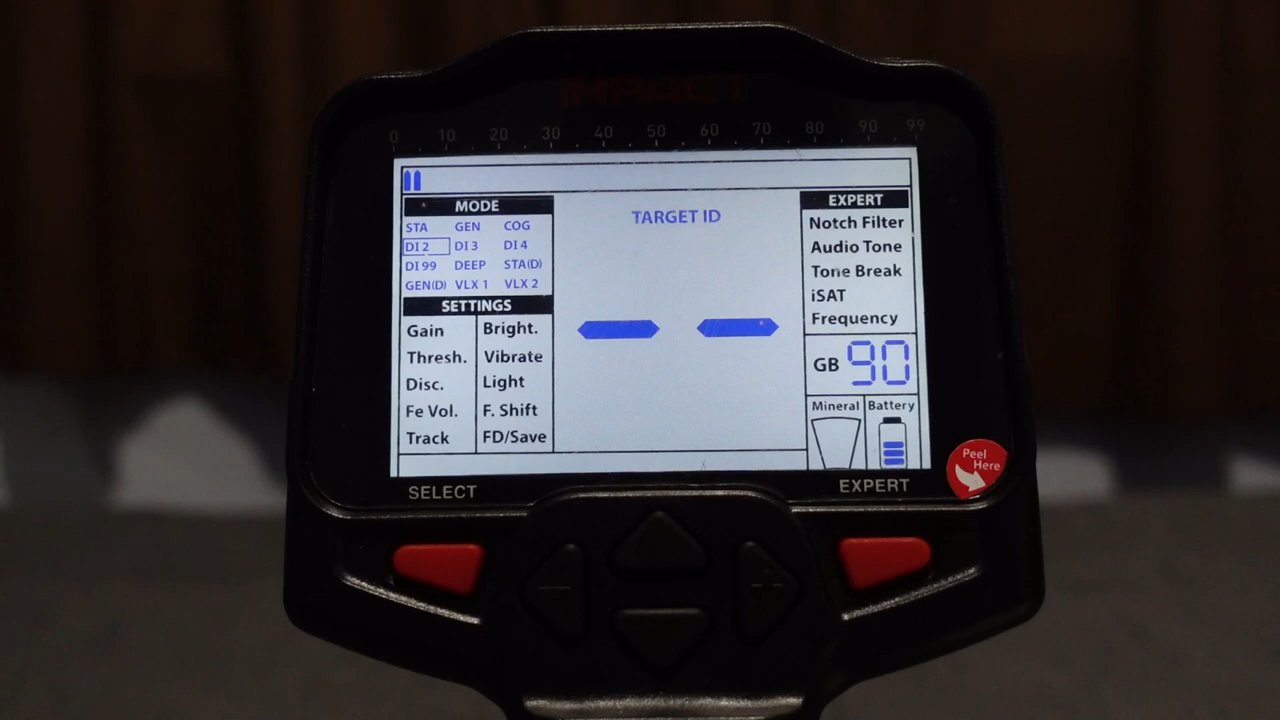 IMPACT
0 10 20 30 40 50 60 70 80 90 99
MODE
STA GEN COG
DI 2 DI 3 DI 4
DI 99 DEEP STA(D)
GEN(D) VLX 1 VLX 2
SETTINGS
Gain Bright.
Thresh. Vibrate
Disc. Light
Fe Vol. F. Shift
Track FD/Save
TARGET ID
EXPERT
Notch Filter
Audio Tone
Tone Break
iSAT
Frequency
GB 90
Mineral Battery
Peel
Here
SELECT EXPERT